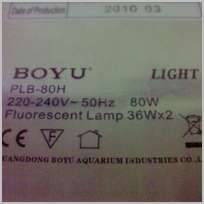 Date of Production 2010 03
BOYU® LIGHT
PLB-80H
220-240V~ 50Hz 80W
Fluorescent Lamp 36Wx2
CE F
GUANGDONG BOYU AQUARIUM INDUSTRIES CO.,L